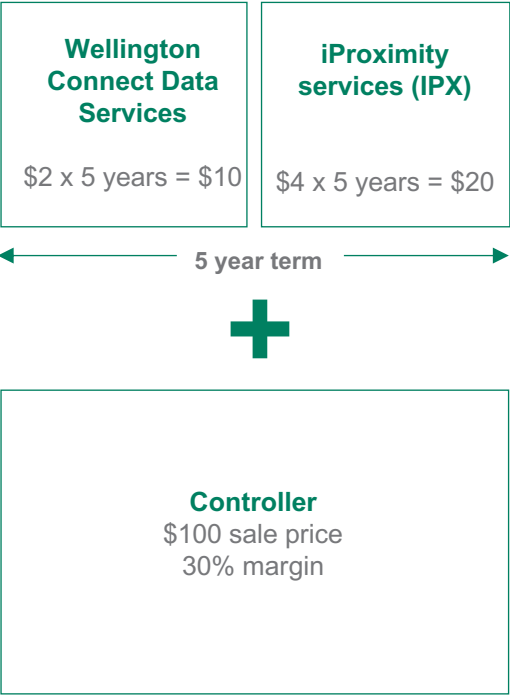 Wellington
Connect Data
Services
$2 x 5 years = $10
iProximity
services (IPX)
$4 x 5 years = $20
5 year term
+
Controller
$100 sale price
30% margin